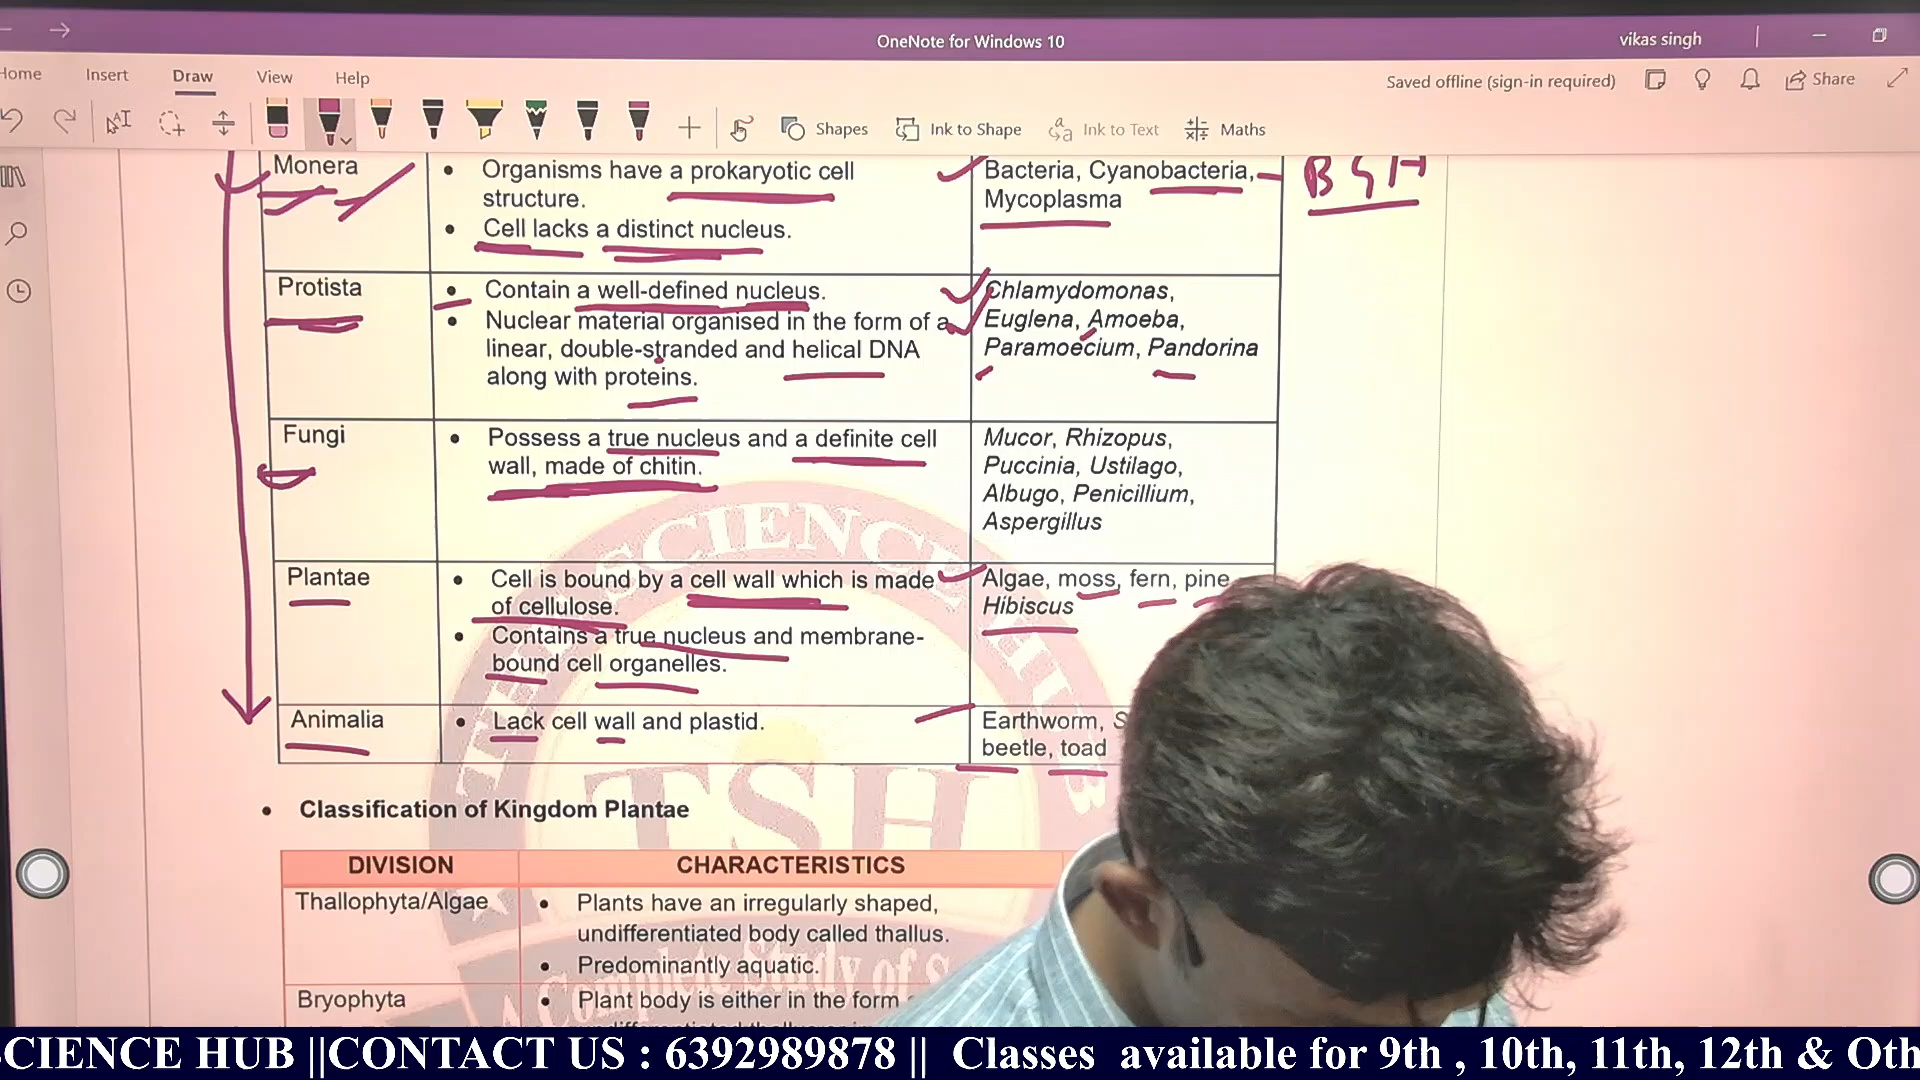 OneNote for Windows 10
vikas singh
Home Insert Draw View Help
Saved offline (sign-in required)
Share
Shapes
Ink to Shape
Ink to Text
Maths
Monera
Organisms have a prokaryotic cell
structure.
Cell lacks a distinct nucleus.
Bacteria, Cyanobacteria,
Mycoplasma
Protista
Contain a well-defined nucleus.
Nuclear material organised in the form of a
linear, double-stranded and helical DNA
along with proteins.
Chlamydomonas,
Euglena, Amoeba,
Paramoecium, Pandorina
Fungi
Possess a true nucleus and a definite cell
wall, made of chitin.
Mucor, Rhizopus,
Puccinia, Ustilago,
Albugo, Penicillium,
Aspergillus
Plantae
Cell is bound by a cell wall which is made
of cellulose.
Contains a true nucleus and membrane-
bound cell organelles.
Algae, moss, fern, pine
Hibiscus
Animalia
Lack cell wall and plastid.
Earthworm, S
beetle, toad
THE SCIENCE HUB
TSH
A Complete Study of S
Classification of Kingdom Plantae
DIVISION CHARACTERISTICS
Thallophyta/Algae
Plants have an irregularly shaped,
undifferentiated body called thallus.
Predominantly aquatic.
Bryophyta
Plant body is either in the form
SCIENCE HUB ||CONTACT US : 6392989878 || Classes available for 9th , 10th, 11th, 12th & Oth